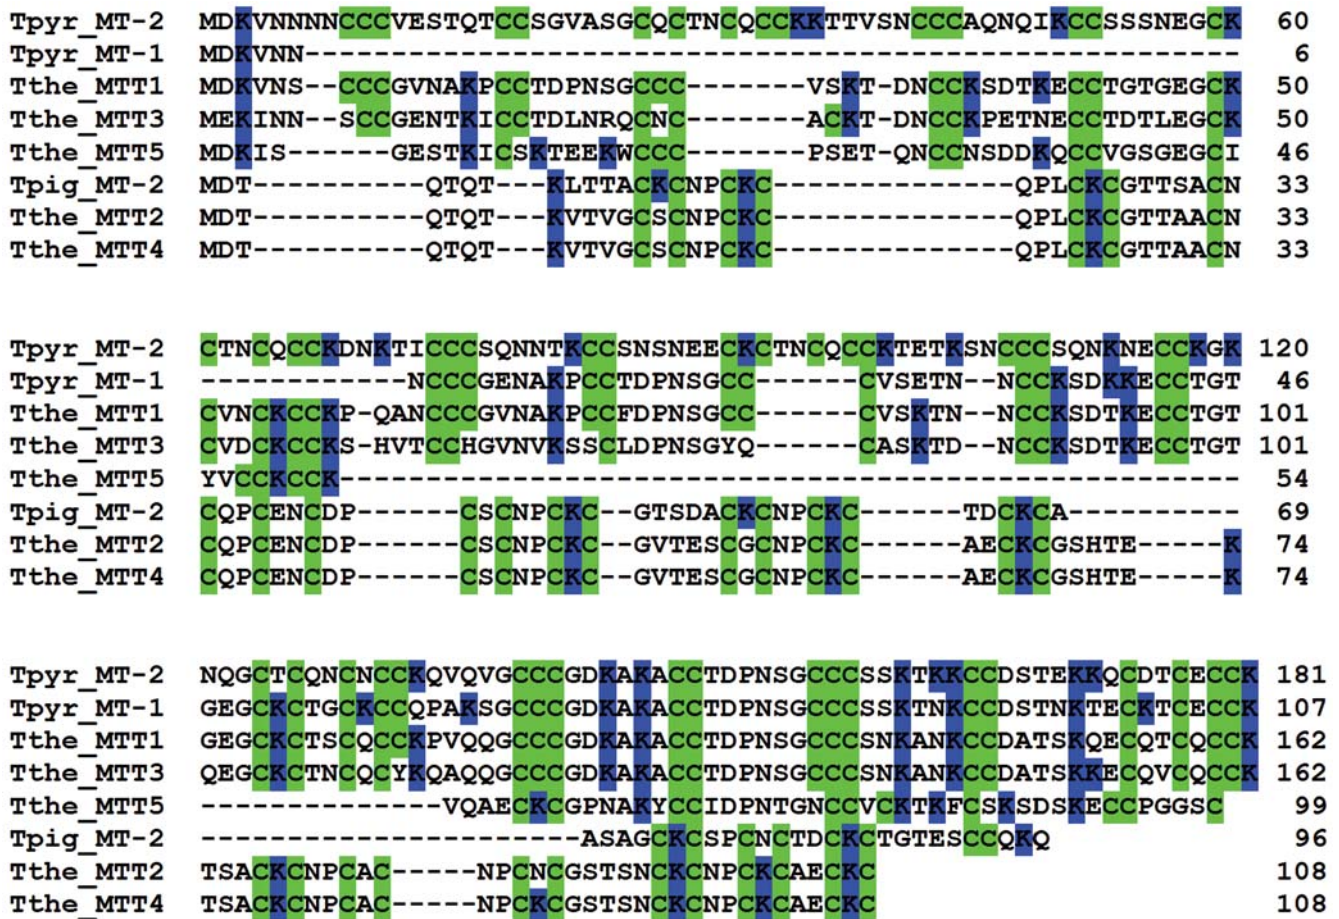 Tpyr_MT-2 MDKVNNNNCCCVESTQTCCSGVASGCQCTNCQCCKKTTVSNCCCAQNQIKCCSSSNEGCK 60
Tpyr_MT-1 MDKVNN------------------------------------------------------ 6
Tthe_MTT1 MDKVNS--CCCGVNAKPCCTDPNSGCCC-------VSKT-DNCCKSDTKECCTGTGEGCK 50
Tthe_MTT3 MEKINN--SCCGENTKICCTDLNRQCNC-------ACKT-DNCCKPETNECCTDTLEGCK 50
Tthe_MTT5 MDKIS-----GESTKICSKTEEKWCCC-------PSET-QNCCNSDDKQCCVGSGEGCI 46
Tpig_MT-2 MDT----------QTQT---KLTTACKCNPCKC--------------QPLCKCGTTSACN 33
Tthe_MTT2 MDT----------QTQT---KVTVGCSCNPCKC--------------QPLCKCGTTAACN 33
Tthe_MTT4 MDT----------QTQT---KVTVGCSCNPCKC--------------QPLCKCGTTAACN 33
Tpyr_MT-2 CTNCQCCKDNKTICCCSQNNTKCCSNSNEECKCTNCQCCKTETKSNCCCSQNKNECCKGK 120
Tpyr_MT-1 ------------NCCCGENAKPCCTDPNSGCC------CVSETN--NCCKSDKKECCTGT 46
Tthe_MTT1 CVNCKCCKP-QANCCCGVNAKPCCFDPNSGCC------CVSKTN--NCCKSDTKECCTGT 101
Tthe_MTT3 CVDCKCCKS-HVTCCHGVNVKSSCLDPNSGYQ------CASKTD--NCCKSDTKECCTGT 101
Tthe_MTT5 YVCCKCCK---------------------------------------------------- 54
Tpig_MT-2 CQPCENCDP------CSCNPCKC--GTSDACKCNPCKC------TDCKCA---------- 69
Tthe_MTT2 CQPCENCDP------CSCNPCKC--GVTESCGCNPCKC------AECKCGSHTE-----K 74
Tthe_MTT4 CQPCENCDP------CSCNPCKC--GVTESCGCNPCKC------AECKCGSHTE-----K 74
Tpyr_MT-2 NQGCTCQNCNCCKQVQVGCCCGDKAKACCTDPNSGCCCSSKTKKCCDSTEKKQCDTCECCK 181
Tpyr_MT-1 GEGCKCTGCKCCQPAKSGCCCGDKAKACCTDPNSGCCCSSKTNKCCDSTNKTECKTCECCK 107
Tthe_MTT1 GEGCKCTSCQCCKPVQQGCCCGDKAKACCTDPNSGCCCSNKANKCCDATSKQECQTCQCCK 162
Tthe_MTT3 QEGCKCTNCQCYKQAQQGCCCGDKAKACCTDPNSGCCCSNKANKCCDATSKKECQVCQCCK 162
Tthe_MTT5 --------------VQAECKCGPNAKYCCIDPNTGNCCVCKTKFCSKSDSKECCPGGSC 99
Tpig_MT-2 ----------------------ASAGCKCSPCNCTDCKCTGTESCCQKQ 96
Tthe_MTT2 TSACKCNPCAC-----NPCNCGSTSNCKCNPCKCAECKC 108
Tthe_MTT4 TSACKCNPCAC-----NPCKCGSTSNCKCNPCKCAECKC 108